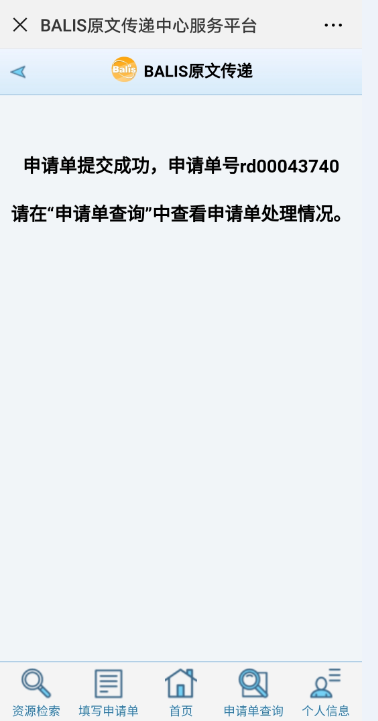 BALIS原文传递中心服务平台
Balis BALIS原文传递
申请单提交成功，申请单号rd00043740
请在“申请单查询”中查看申请单处理情况。
资源检索 填写申请单 首页 申请单查询 个人信息